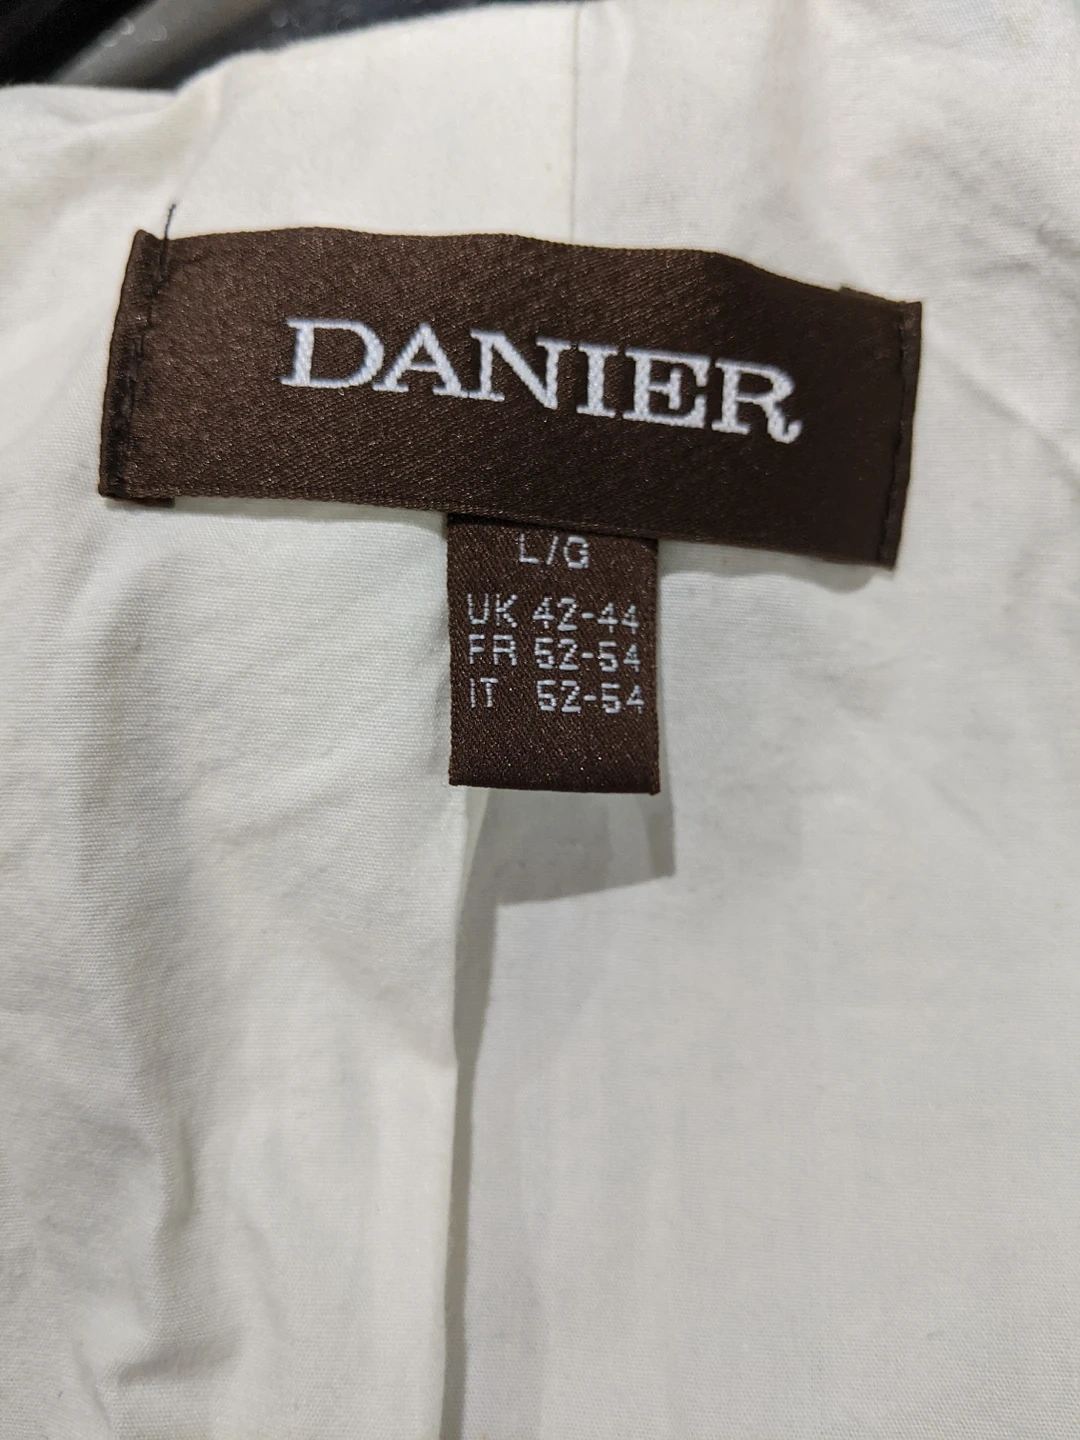 DANIER
L/G
UK 42-44
FR 52-54
IT 52-54